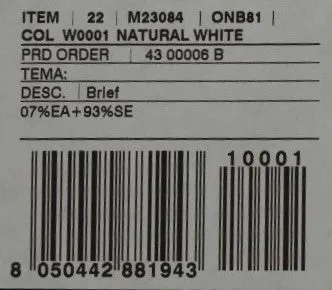 ITEM | 22 | M23084 | ONB81 |
COL W0001 NATURAL WHITE
PRD ORDER | 43 00006 B
TEMA:
DESC. | Brief
07%EA+93%SE
10001
8 050442 881943